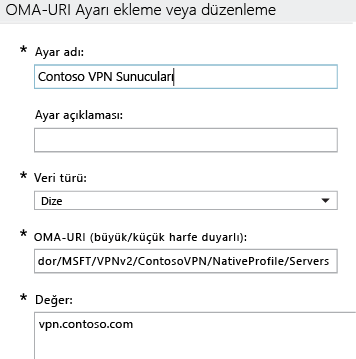 OMA-URI Ayarı ekleme veya düzenleme
* Ayar adı:
Contoso VPN Sunucuları
Ayar açıklaması:
* Veri türü:
Dize
* OMA-URI (büyük/küçük harfe duyarlı):
dor/MSFT/VPNv2/ContosoVPN/NativeProfile/Servers
* Değer:
vpn.contoso.com